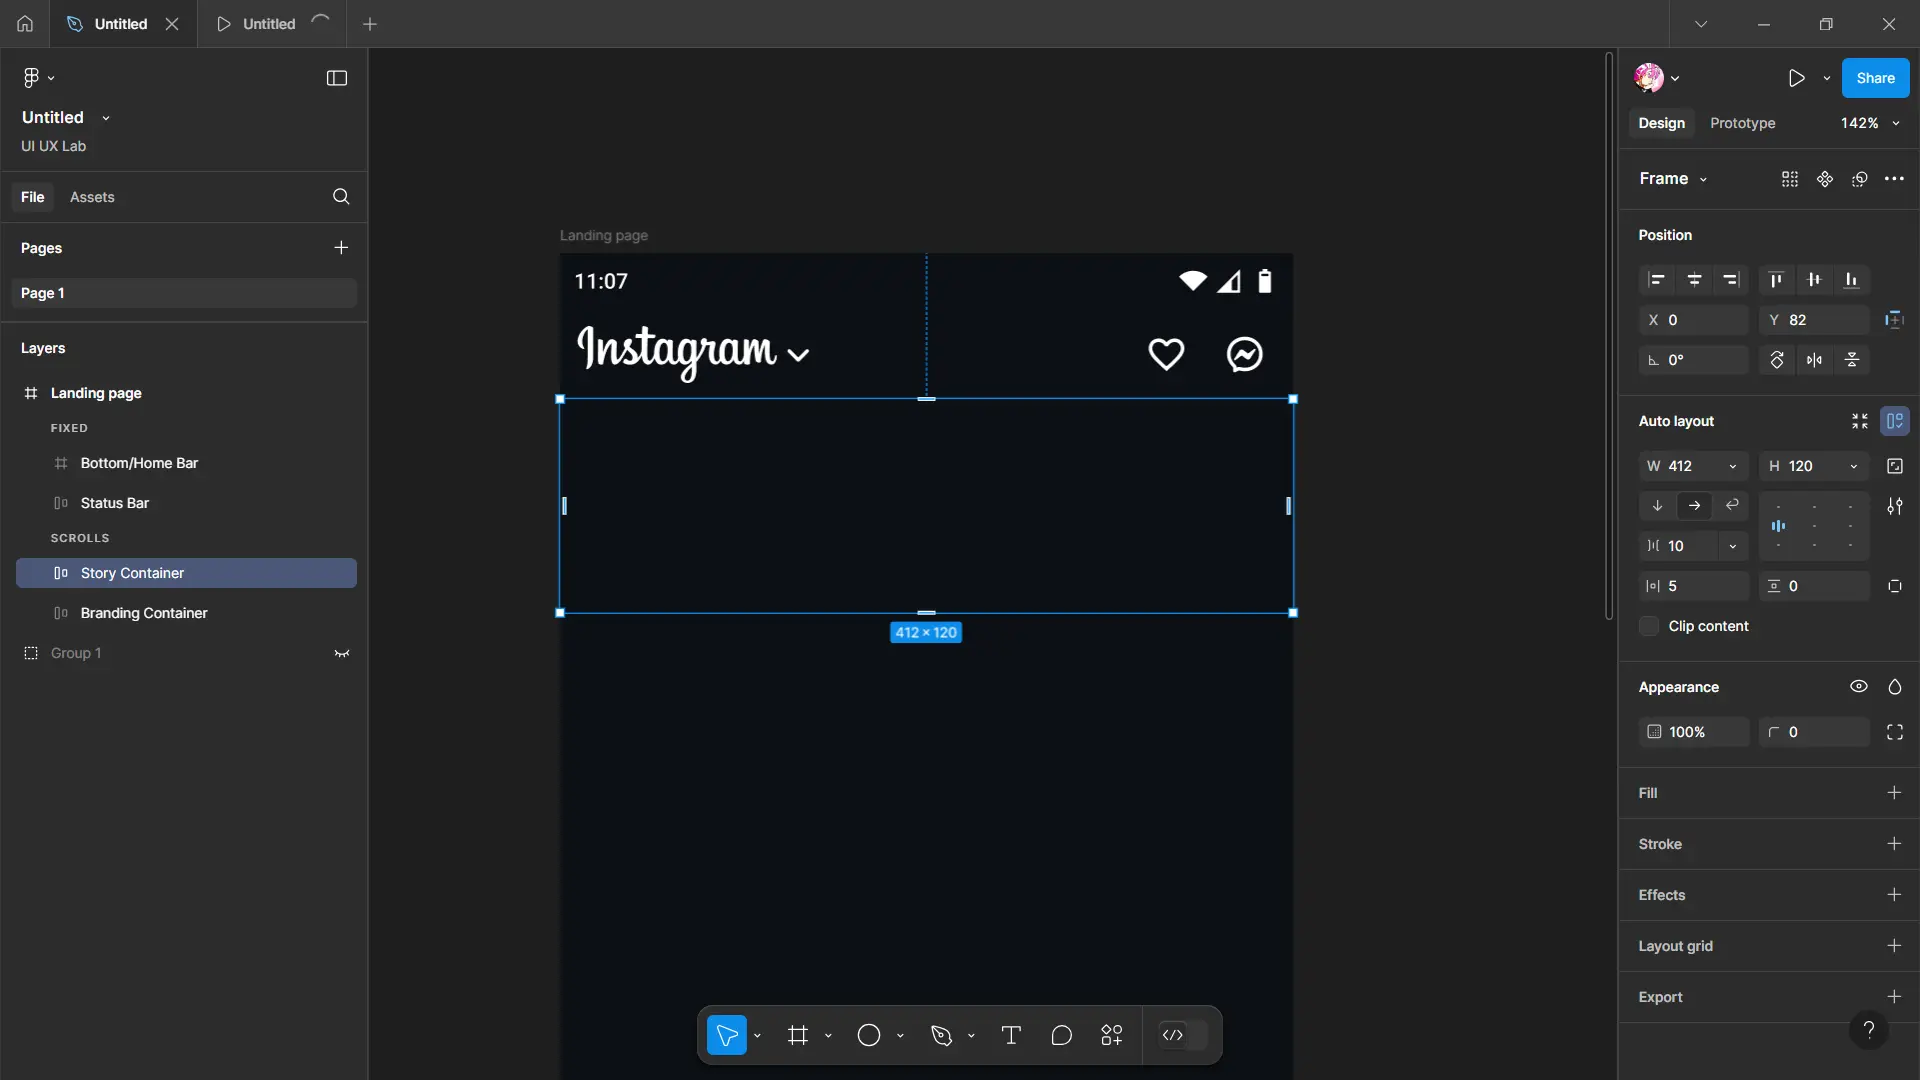 Untitled
Untitled
Untitled
UI UX Lab
File
Assets
Pages
Page 1
Layers
Landing page
FIXED
Bottom/Home Bar
Status Bar
SCROLLS
Story Container
Branding Container
Group 1
Landing page
11:07
Instagram
412 × 120
Share
Design
Prototype
142%
Frame
Position
X 0
Y 82
0°
Auto layout
W 412
H 120
10
5
0
Clip content
Appearance
100%
0
Fill
Stroke
Effects
Layout grid
Export
?